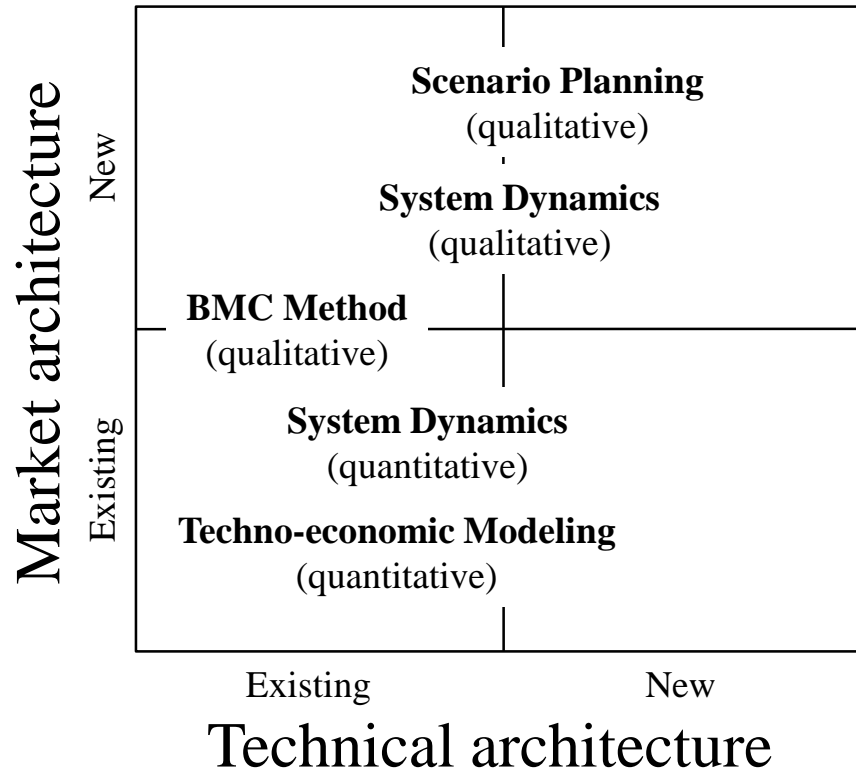 Market architecture
New
Existing
Scenario Planning
(qualitative)
System Dynamics
(qualitative)
BMC Method
(qualitative)
System Dynamics
(quantitative)
Techno-economic Modeling
(quantitative)
Existing
New
Technical architecture